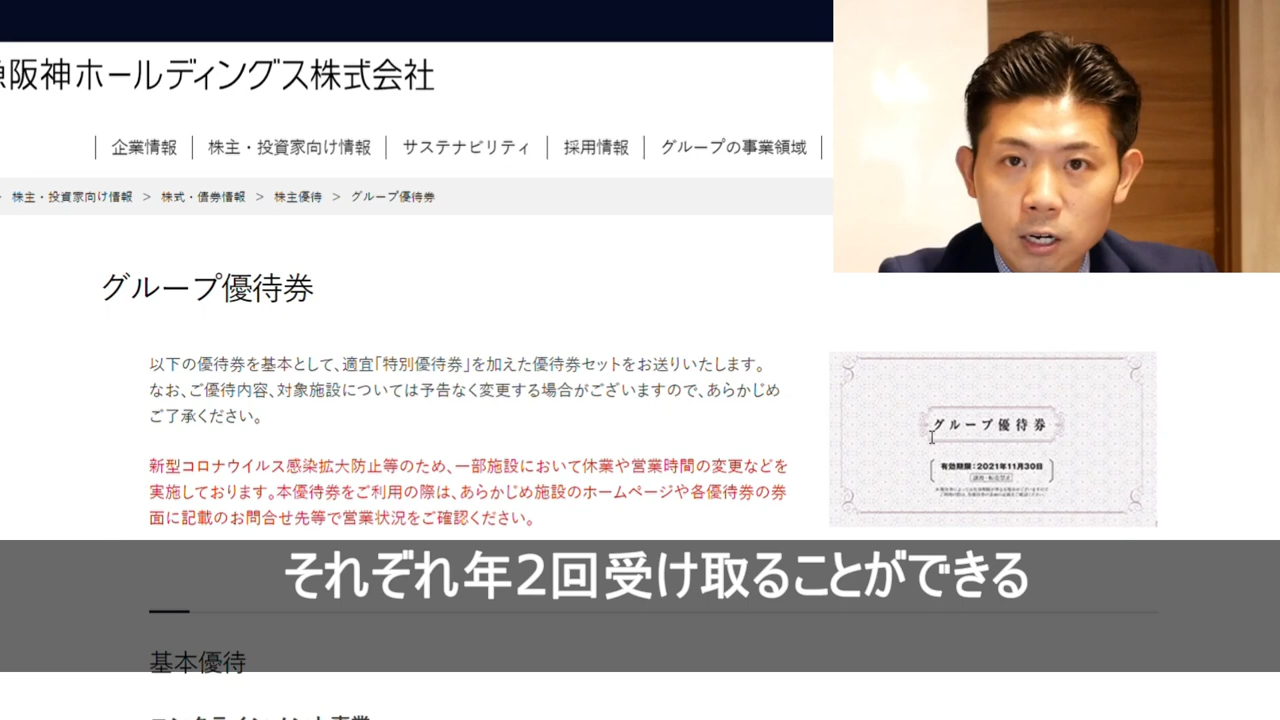 阪神ホールディングス株式会社
企業情報 株主・投資家向け情報 サステナビリティ 採用情報 グループの事業領域
> 株主・投資家向け情報 > 株式・債券情報 > 株主優待 > グループ優待券
グループ優待券
以下の優待券を基本として、適宜「特別優待券」を加えた優待券セットをお送りいたします。
なお、ご優待内容、対象施設については予告なく変更する場合がございますので、あらかじめ
ご了承ください。
新型コロナウイルス感染拡大防止等のため、一部施設において休業や営業時間の変更などを
実施しております。本優待券をご利用の際は、あらかじめ施設のホームページや各優待券の券
面に記載のお問合せ先等で営業状況をご確認ください。
グループ優待券
有効期限:2021年11月30日
それぞれ年2回受け取ることができる
基本優待